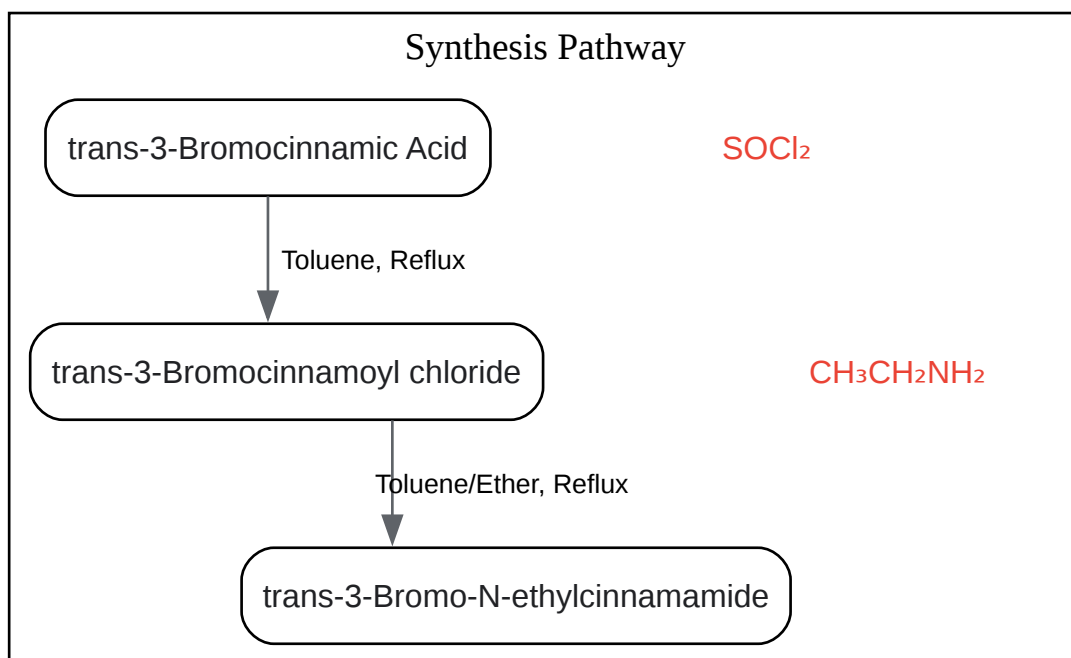 Synthesis Pathway
trans-3-Bromocinnamic Acid
SOCl₂
Toluene, Reflux
trans-3-Bromocinnamoyl chloride
CH₃CH₂NH₂
Toluene/Ether, Reflux
trans-3-Bromo-N-ethylcinnamamide